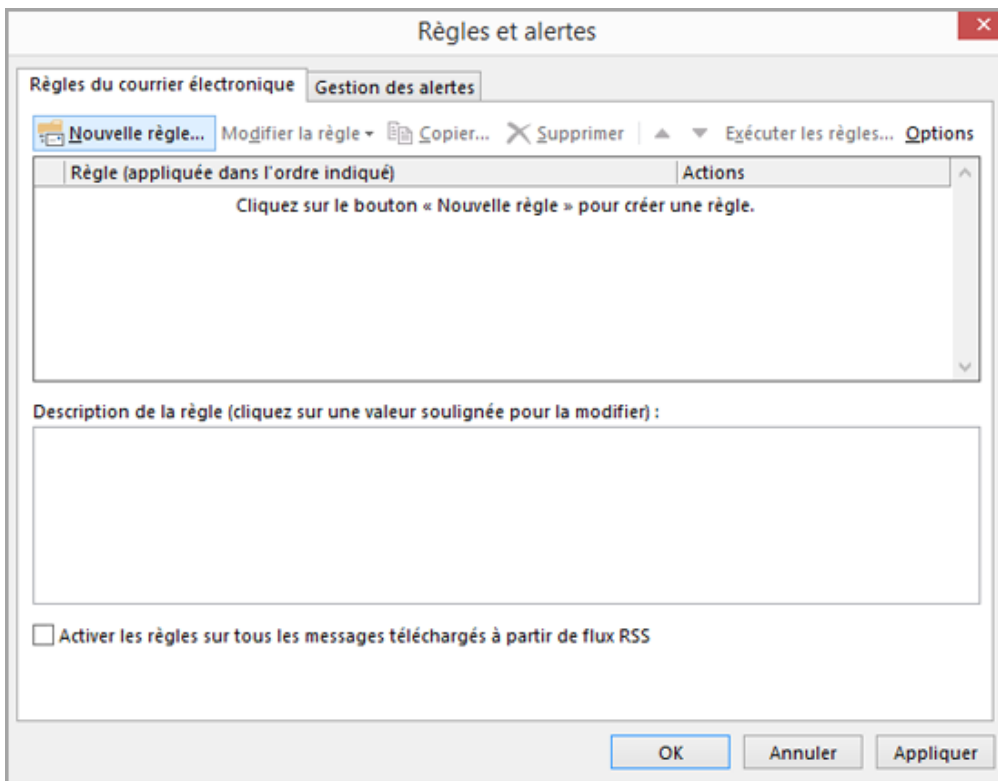 Règles et alertes
Règles du courrier électronique Gestion des alertes
Nouvelle règle... Modifier la règle Copier... Supprimer Exécuter les règles... Options
Règle (appliquée dans l'ordre indiqué) Actions
Cliquez sur le bouton « Nouvelle règle » pour créer une règle.
Description de la règle (cliquez sur une valeur soulignée pour la modifier) :
Activer les règles sur tous les messages téléchargés à partir de flux RSS
OK Annuler Appliquer